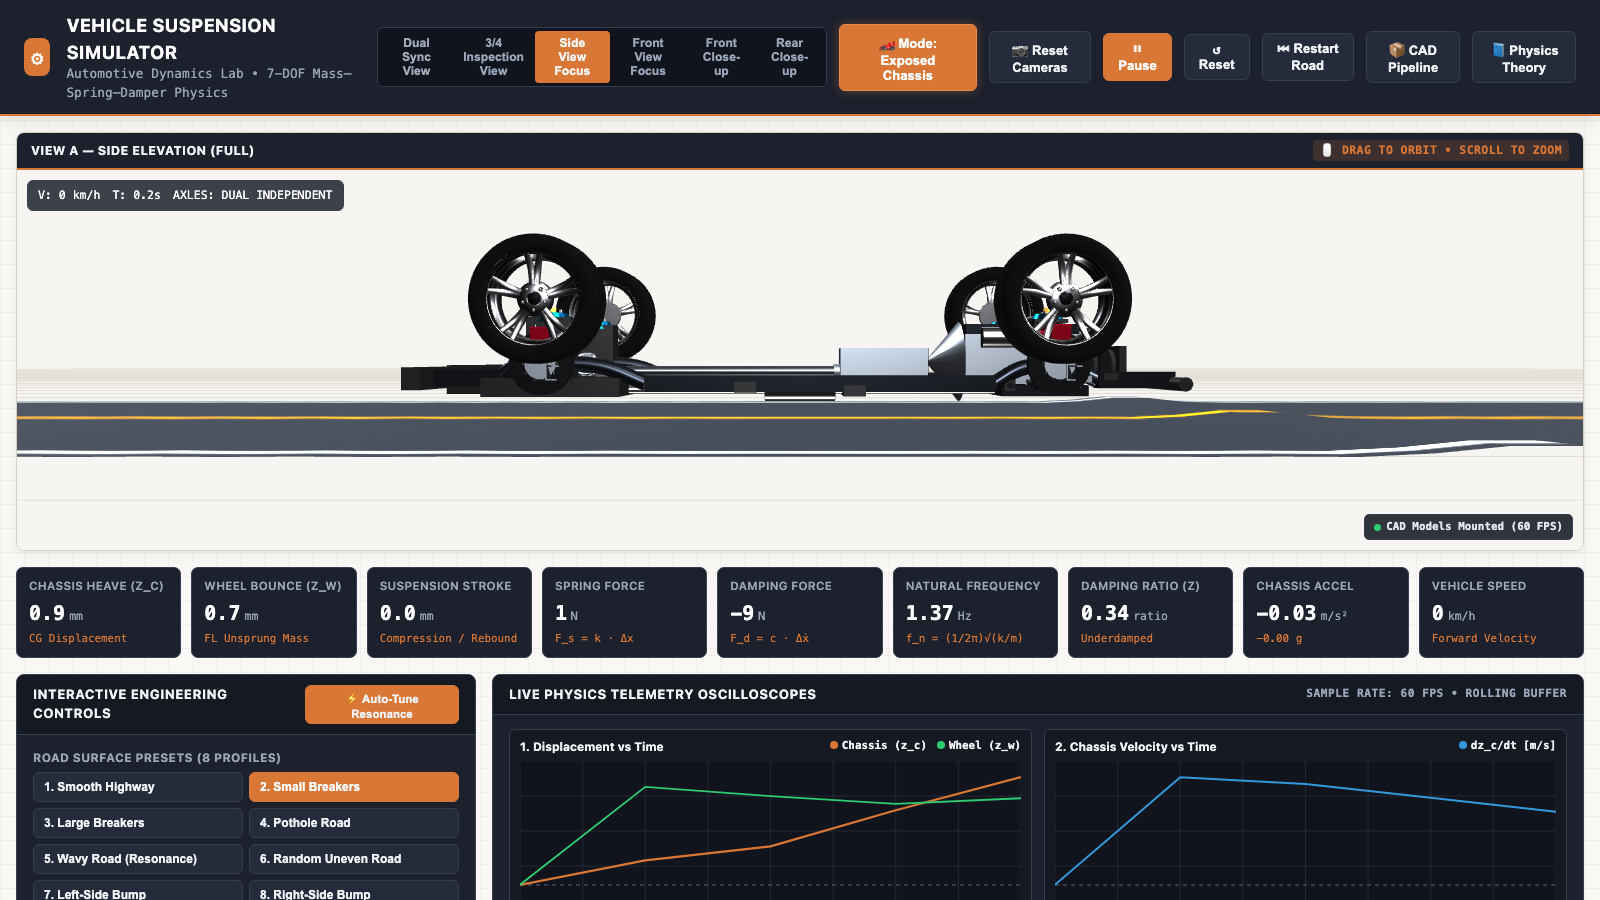 VEHICLE SUSPENSION
SIMULATOR
Automotive Dynamics Lab • 7-DOF Mass-
Spring-Damper Physics
Dual
Sync
View
3/4
Inspection
View
Side
View
Focus
Front
View
Focus
Front
Close-
up
Rear
Close-
up
Mode:
Exposed
Chassis
Reset
Cameras
Pause
Reset
Restart
Road
CAD
Pipeline
Physics
Theory
VIEW A — SIDE ELEVATION (FULL)
DRAG TO ORBIT • SCROLL TO ZOOM
V: 0 km/h T: 0.2s AXLES: DUAL INDEPENDENT
CAD Models Mounted (60 FPS)
CHASSIS HEAVE (Z_C)
0.9 mm
CG Displacement
WHEEL BOUNCE (Z_W)
0.7 mm
FL Unsprung Mass
SUSPENSION STROKE
0.0 mm
Compression / Rebound
SPRING FORCE
1 N
F_s = k · Δx
DAMPING FORCE
−9 N
F_d = c · Δẋ
NATURAL FREQUENCY
1.37 Hz
f_n = (1/2π)√(k/m)
DAMPING RATIO (Ζ)
0.34 ratio
Underdamped
CHASSIS ACCEL
−0.03 m/s²
−0.00 g
VEHICLE SPEED
0 km/h
Forward Velocity
INTERACTIVE ENGINEERING
CONTROLS
⚡ Auto-Tune
Resonance
ROAD SURFACE PRESETS (8 PROFILES)
1. Smooth Highway
2. Small Breakers
3. Large Breakers
4. Pothole Road
5. Wavy Road (Resonance)
6. Random Uneven Road
7. Left-Side Bump
8. Right-Side Bump
LIVE PHYSICS TELEMETRY OSCILLOSCOPES
SAMPLE RATE: 60 FPS • ROLLING BUFFER
1. Displacement vs Time
Chassis (z_c)
Wheel (z_w)
2. Chassis Velocity vs Time
dz_c/dt [m/s]